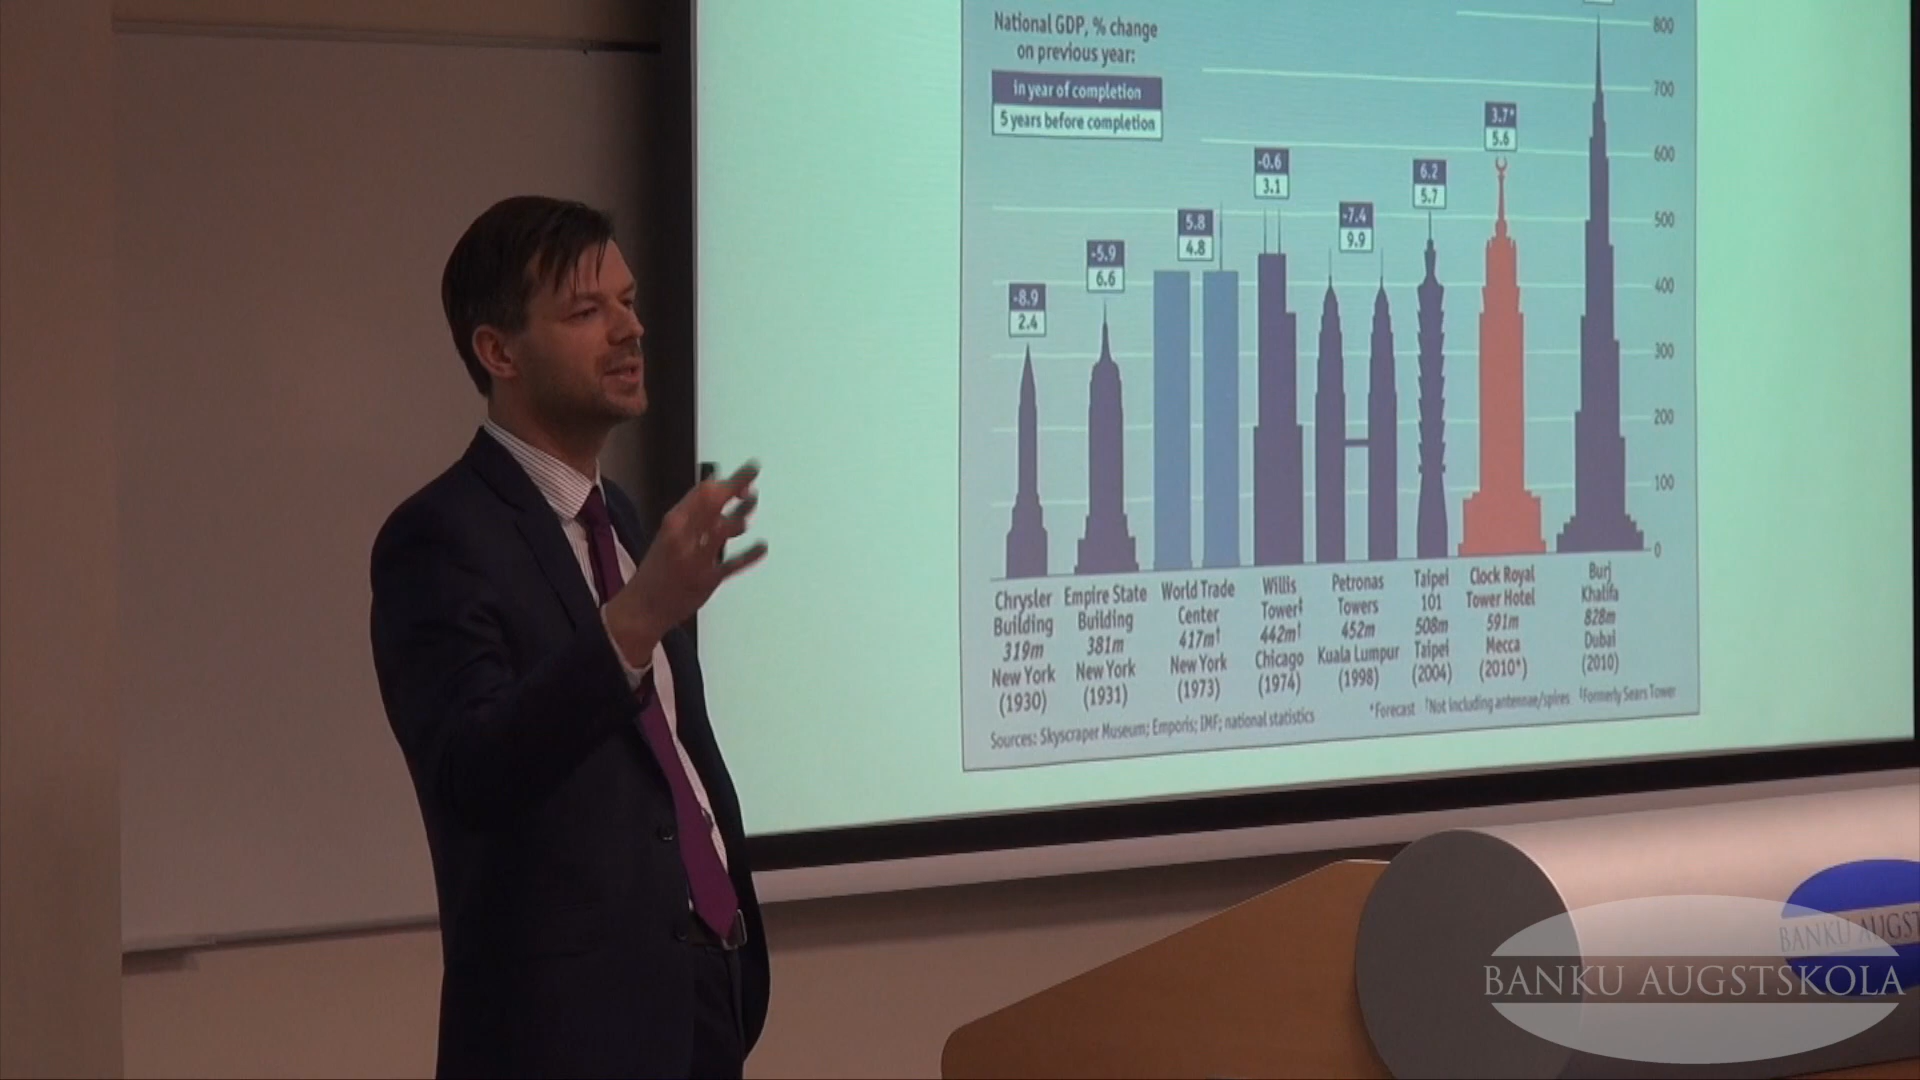 National GDP, % change
on previous year:
in year of completion
5 years before completion
800
700
600
500
400
300
200
100
0
-8.9
2.4
-5.9
6.6
5.8
4.8
-0.6
3.1
-7.4
9.9
6.2
5.7
3.7*
5.6
Chrysler
Building
319m
New York
(1930)
Empire State
Building
381m
New York
(1931)
World Trade
Center
417m†
New York
(1973)
Willis
Tower‡
442m†
Chicago
(1974)
Petronas
Towers
452m
Kuala Lumpur
(1998)
Taipei
101
508m
Taipei
(2004)
Clock Royal
Tower Hotel
591m
Mecca
(2010*)
Burj
Khalifa
828m
Dubai
(2010)
Sources: Skyscraper Museum; Emporis; IMF; national statistics
*Forecast †Not including antennae/spires ‡Formerly Sears Tower
BANKU AUGST
BANKU AUGSTSKOLA